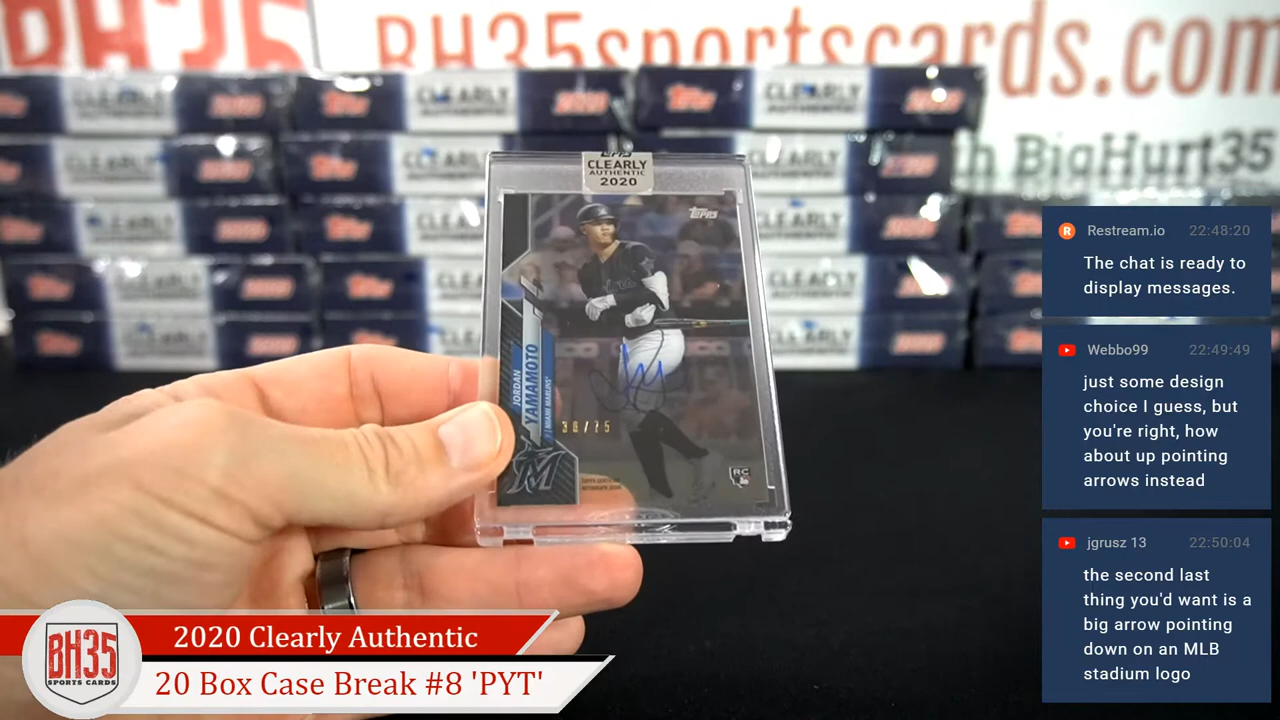 BH35
BH35sportscards.com
BigHurt35
Topps
CLEARLY
AUTHENTIC
2020
Topps
JORDAN
YAMAMOTO
MIAMI MARLINS
RC
Restream.io 22:48:20
The chat is ready to
display messages.
Webbo99 22:49:49
just some design
choice I guess, but
you're right, how
about up pointing
arrows instead
jgrusz 13 22:50:04
the second last
thing you'd want is a
big arrow pointing
down on an MLB
stadium logo
BH35
SPORTS CARDS
2020 Clearly Authentic
20 Box Case Break #8 'PYT'